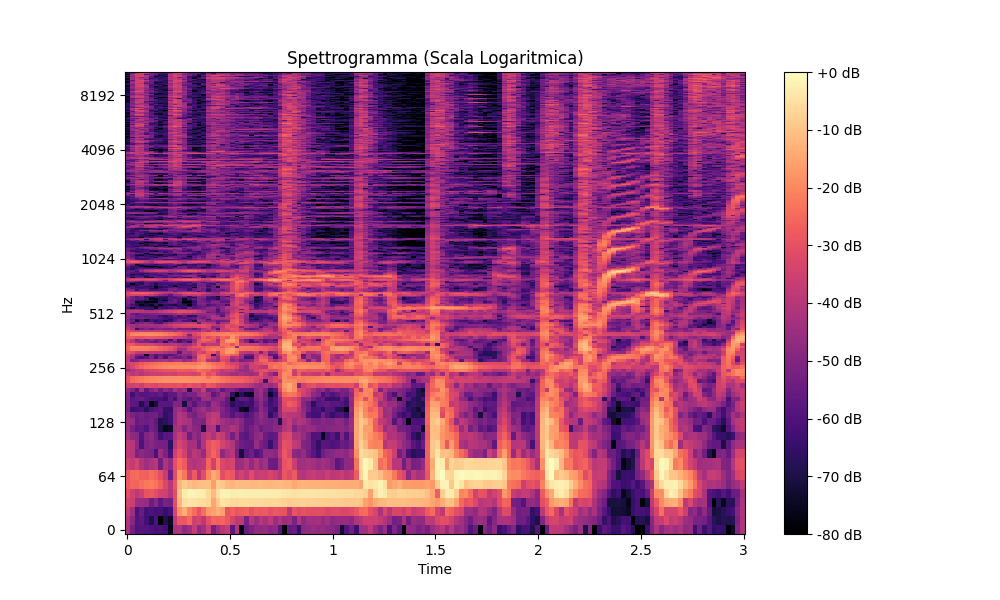 Spettrogramma (Scala Logaritmica)
Hz
8192
4096
2048
1024
512
256
128
64
0
0
0.5
1
1.5
2
2.5
3
Time
+0 dB
-10 dB
-20 dB
-30 dB
-40 dB
-50 dB
-60 dB
-70 dB
-80 dB